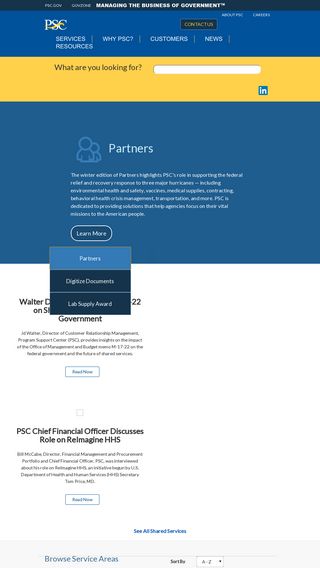 PSC.GOV GOVZONE MANAGING THE BUSINESS OF GOVERNMENT™
ABOUT PSC CAREERS
PSC
CONTACT US
SERVICES WHY PSC? CUSTOMERS NEWS
RESOURCES
What are you looking for?
in
Partners
The winter edition of Partners highlights PSC's role in supporting the federal
relief and recovery response to three major hurricanes — including
environmental health and safety, vaccines, medical supplies, contracting,
behavioral health crisis management, transportation, and more. PSC is
dedicated to providing solutions that help agencies focus on their vital
missions to the American people.
Learn More
Partners
Digitize Documents
Lab Supply Award
Walter D
-22
on S
Government
Jd Walter, Director of Customer Relationship Management,
Program Support Center (PSC), provides insights on the impact
of the Office of Management and Budget memo M-17-22 on the
federal government and the future of shared services.
Read Now
PSC Chief Financial Officer Discusses
Role on ReImagine HHS
Bill McCabe, Director, Financial Management and Procurement
Portfolio and Chief Financial Officer, PSC, was interviewed
about his role on ReImagine HHS, an initiative begun by U.S.
Department of Health and Human Services (HHS) Secretary
Tom Price, MD.
Read Now
See All Shared Services
Browse Service Areas Sort By A - Z